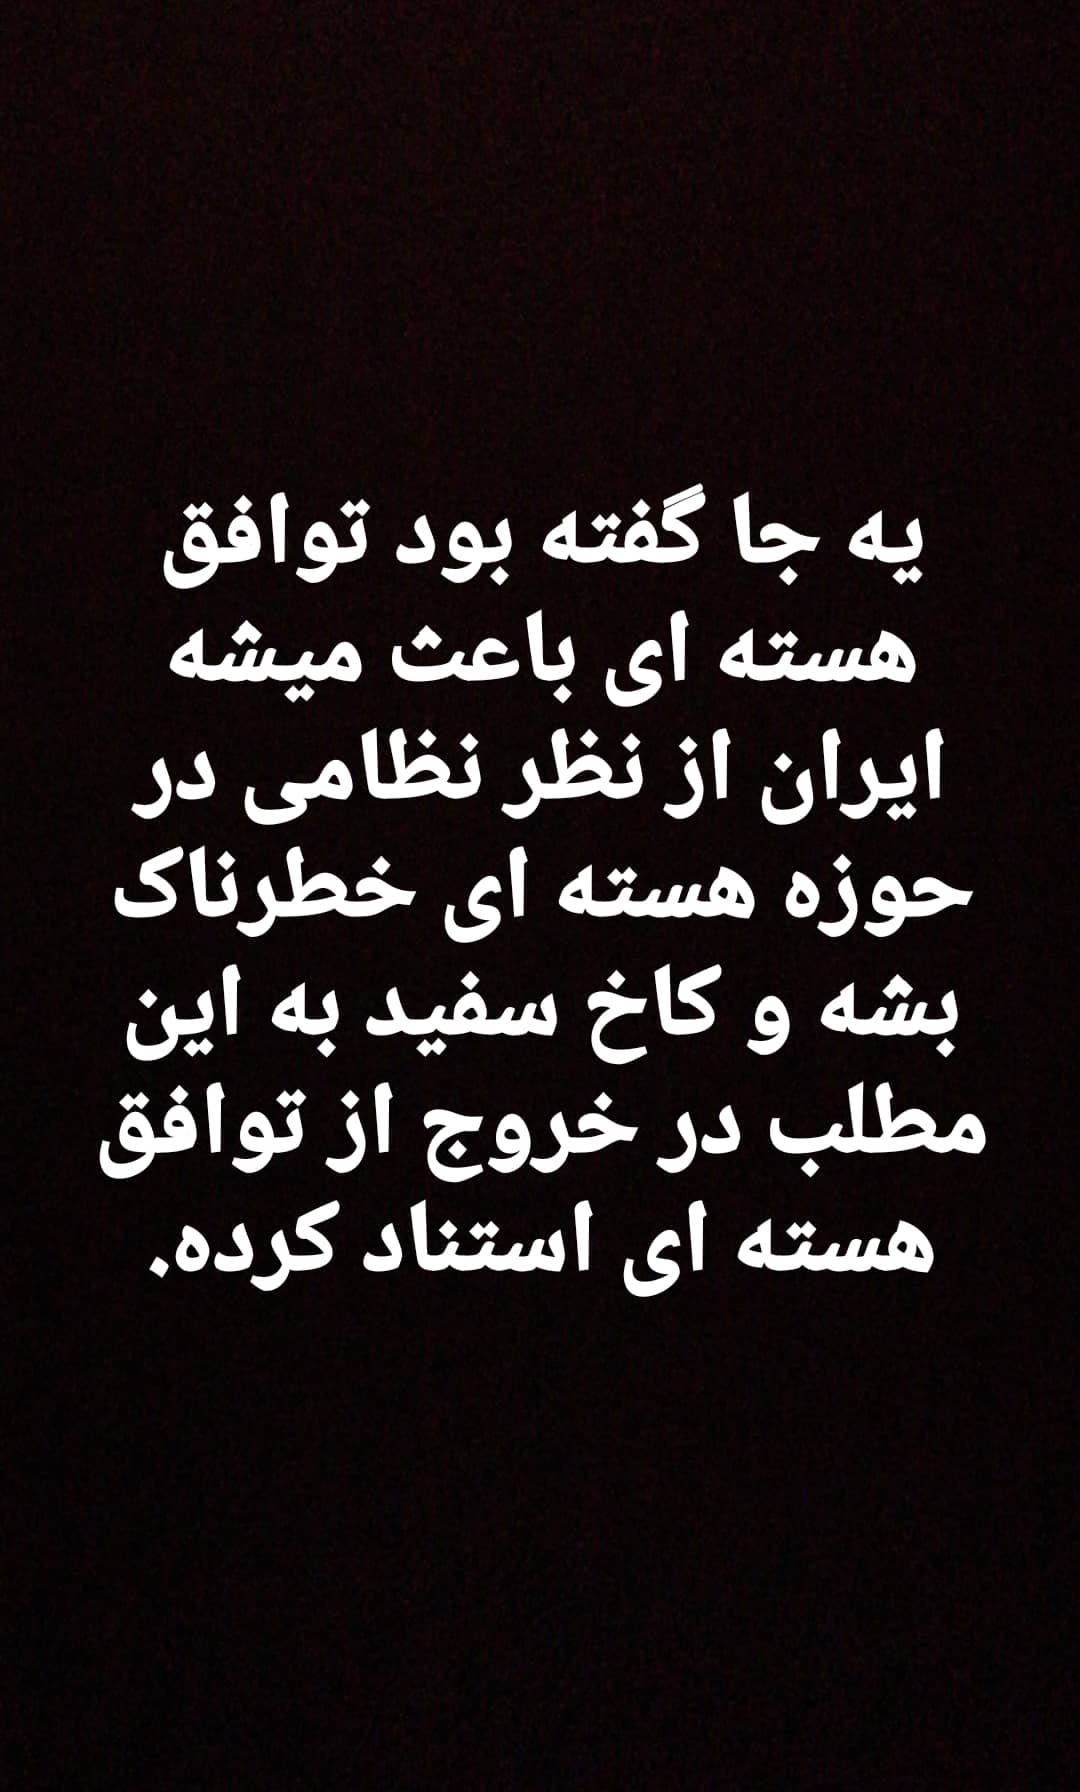 یه جا گفته بود توافق
هسته ای باعث میشه
ایران از نظر نظامی در
حوزه هسته ای خطرناک
بشه و کاخ سفید به این
مطلب در خروج از توافق
هسته ای استناد کرده.